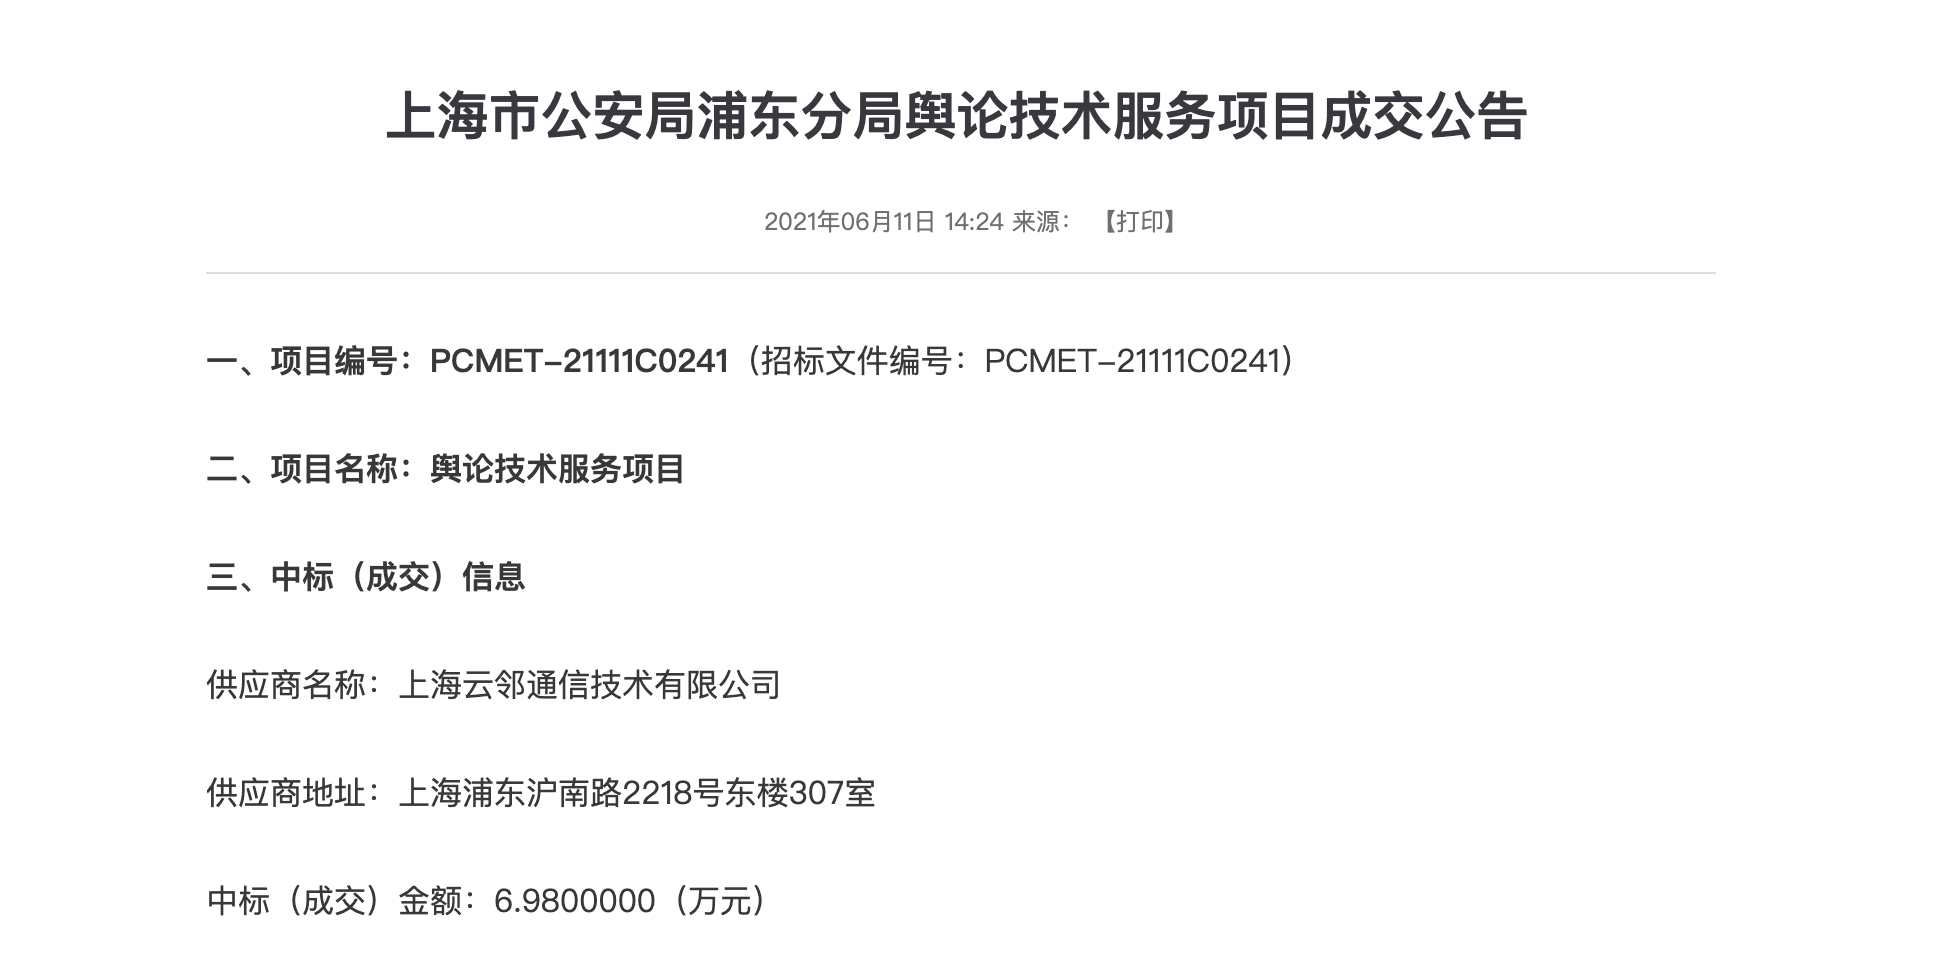 上海市公安局浦东分局舆论技术服务项目成交公告
2021年06月11日 14:24 来源： 【打印】
一、项目编号：PCMET-21111C0241（招标文件编号：PCMET-21111C0241）
二、项目名称：舆论技术服务项目
三、中标（成交）信息
供应商名称：上海云邻通信技术有限公司
供应商地址：上海浦东沪南路2218号东楼307室
中标（成交）金额：6.9800000（万元）